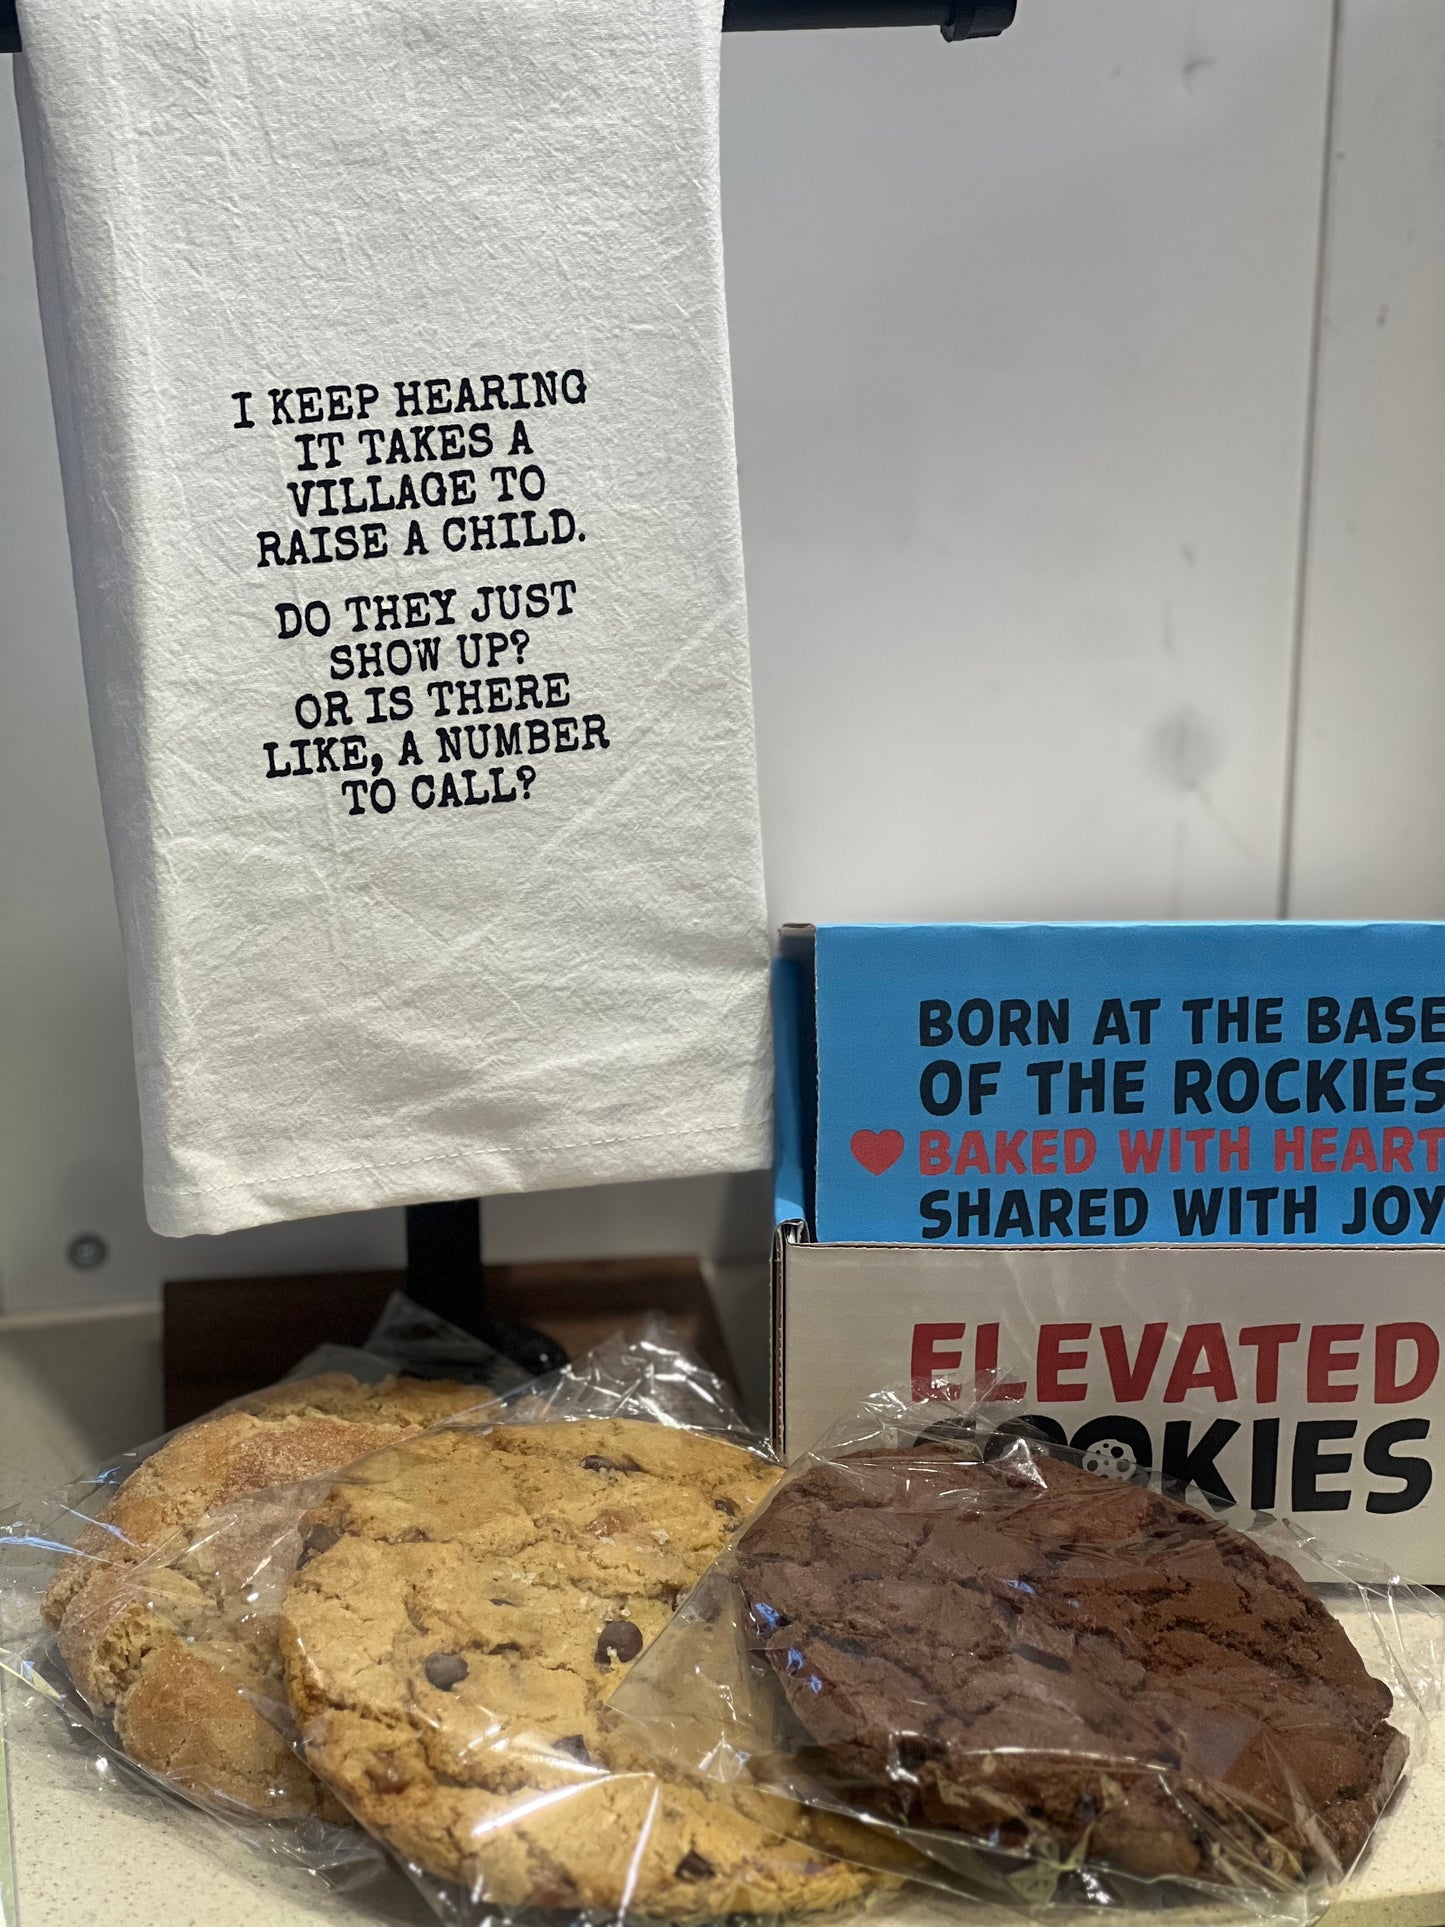 I KEEP HEARING
IT TAKES A
VILLAGE TO
RAISE A CHILD.
DO THEY JUST
SHOW UP?
OR IS THERE
LIKE, A NUMBER
TO CALL?
BORN AT THE BASE
OF THE ROCKIES
BAKED WITH HEART
SHARED WITH JOY
ELEVATED
COOKIES